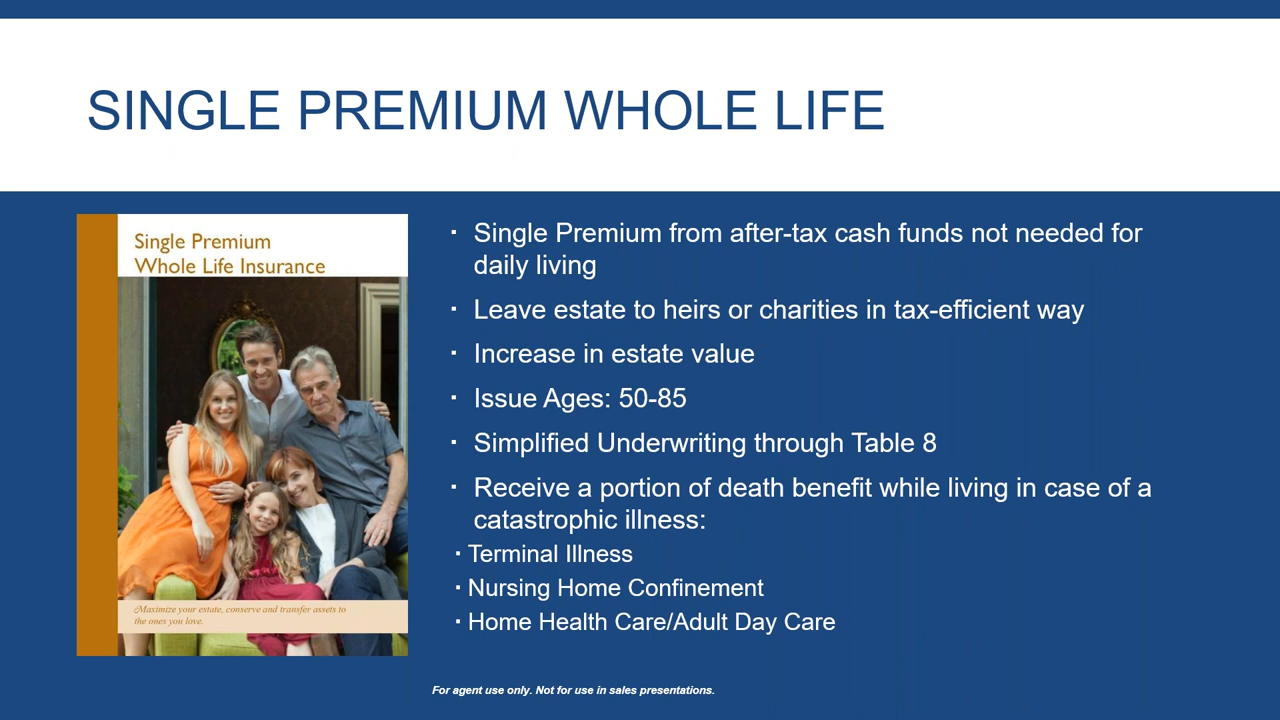 SINGLE PREMIUM WHOLE LIFE
Single Premium
Whole Life Insurance
Maximize your estate, conserve and transfer assets to
the ones you love.
▪ Single Premium from after-tax cash funds not needed for
daily living
▪ Leave estate to heirs or charities in tax-efficient way
▪ Increase in estate value
▪ Issue Ages: 50-85
▪ Simplified Underwriting through Table 8
▪ Receive a portion of death benefit while living in case of a
catastrophic illness:
▪ Terminal Illness
▪ Nursing Home Confinement
▪ Home Health Care/Adult Day Care
For agent use only. Not for use in sales presentations.